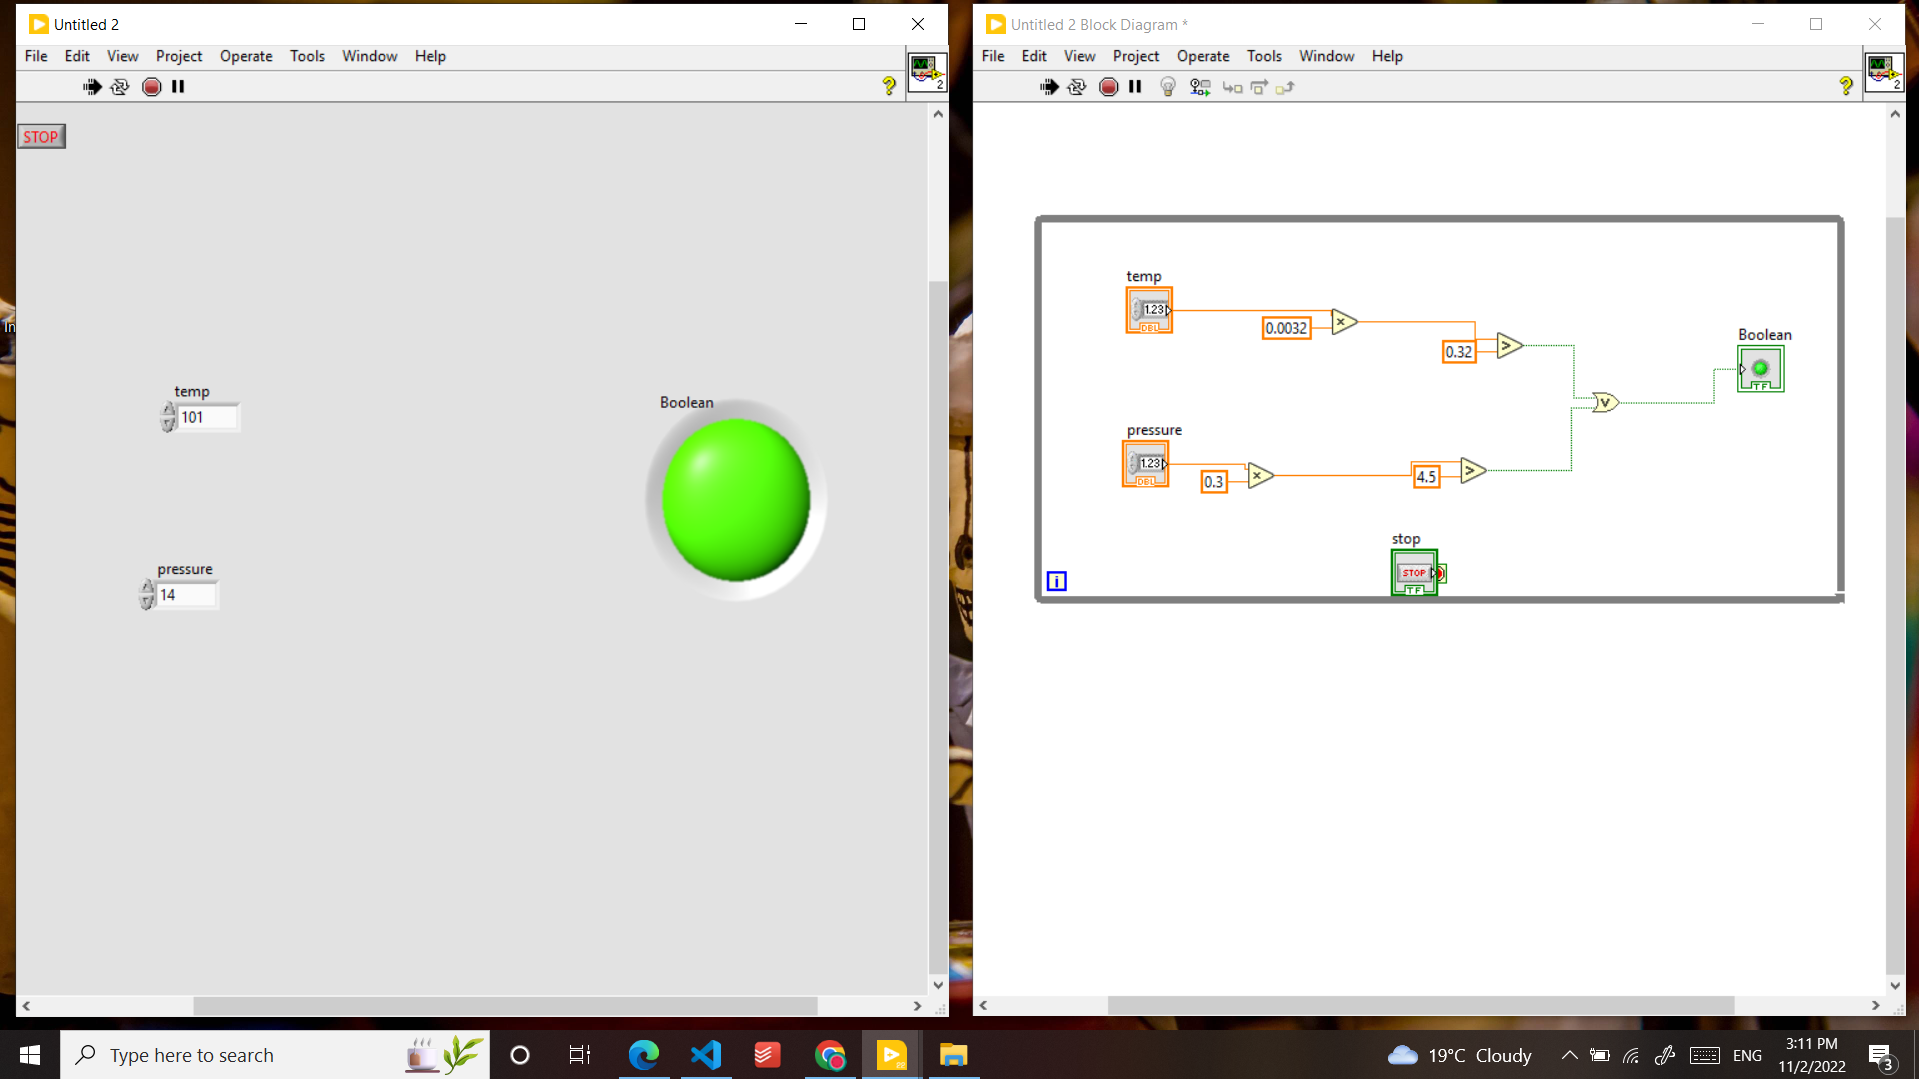 Untitled 2
File Edit View Project Operate Tools Window Help
2
STOP
temp
101
Boolean
pressure
14
Untitled 2 Block Diagram *
File Edit View Project Operate Tools Window Help
2
temp
1.23
DBL
0.0032
0.32
Boolean
TF
pressure
1.23
DBL
0.3
4.5
stop
STOP
TF
i
In
Type here to search
19°C Cloudy
ENG
3:11 PM
11/2/2022
3